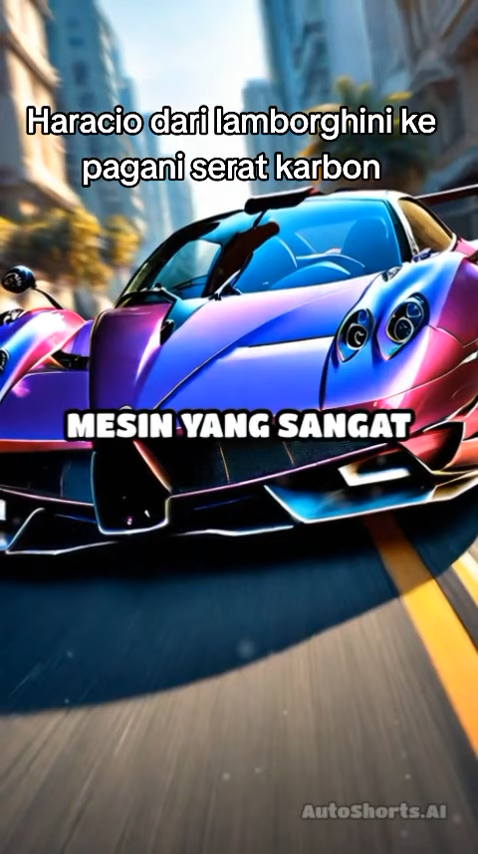 Haracio dari lamborghini ke
pagani serat karbon
MESIN YANG SANGAT
AutoShorts.AI